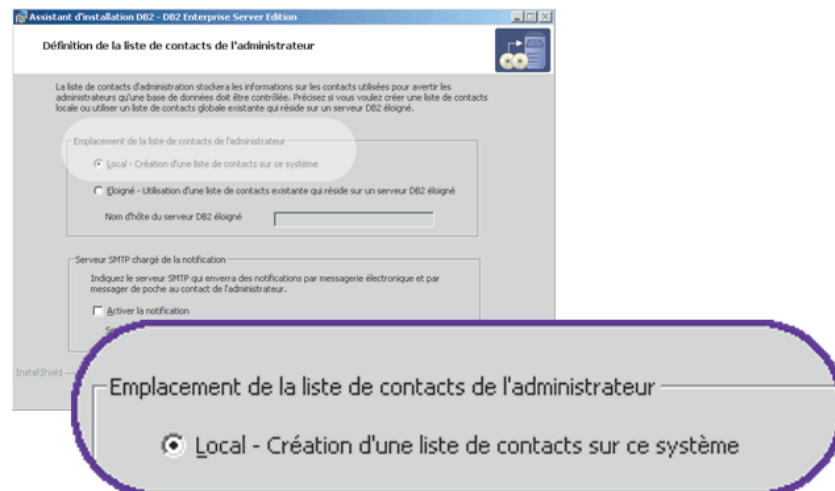 Assistant d'installation DB2 - DB2 Enterprise Server Edition
Définition de la liste de contacts de l'administrateur
La liste de contacts d'administration stockera les informations sur les contacts utilisées pour avertir les
administrateurs qu'une base de données doit être contrôlée. Précisez si vous voulez créer une liste de contacts
locale ou utiliser un liste de contacts globale existante qui réside sur un serveur DB2 éloigné.
Emplacement de la liste de contacts de l'administrateur
Local - Création d'une liste de contacts sur ce système
Eloigné - Utilisation d'une liste de contacts existante qui réside sur un serveur DB2 éloigné
Nom d'hôte du serveur DB2 éloigné
Serveur SMTP chargé de la notification
Indiquez le serveur SMTP qui enverra des notifications par messagerie électronique et par
messager de poche au contact de l'administrateur.
Activer la notification
InstallShield
Emplacement de la liste de contacts de l'administrateur
Local - Création d'une liste de contacts sur ce système